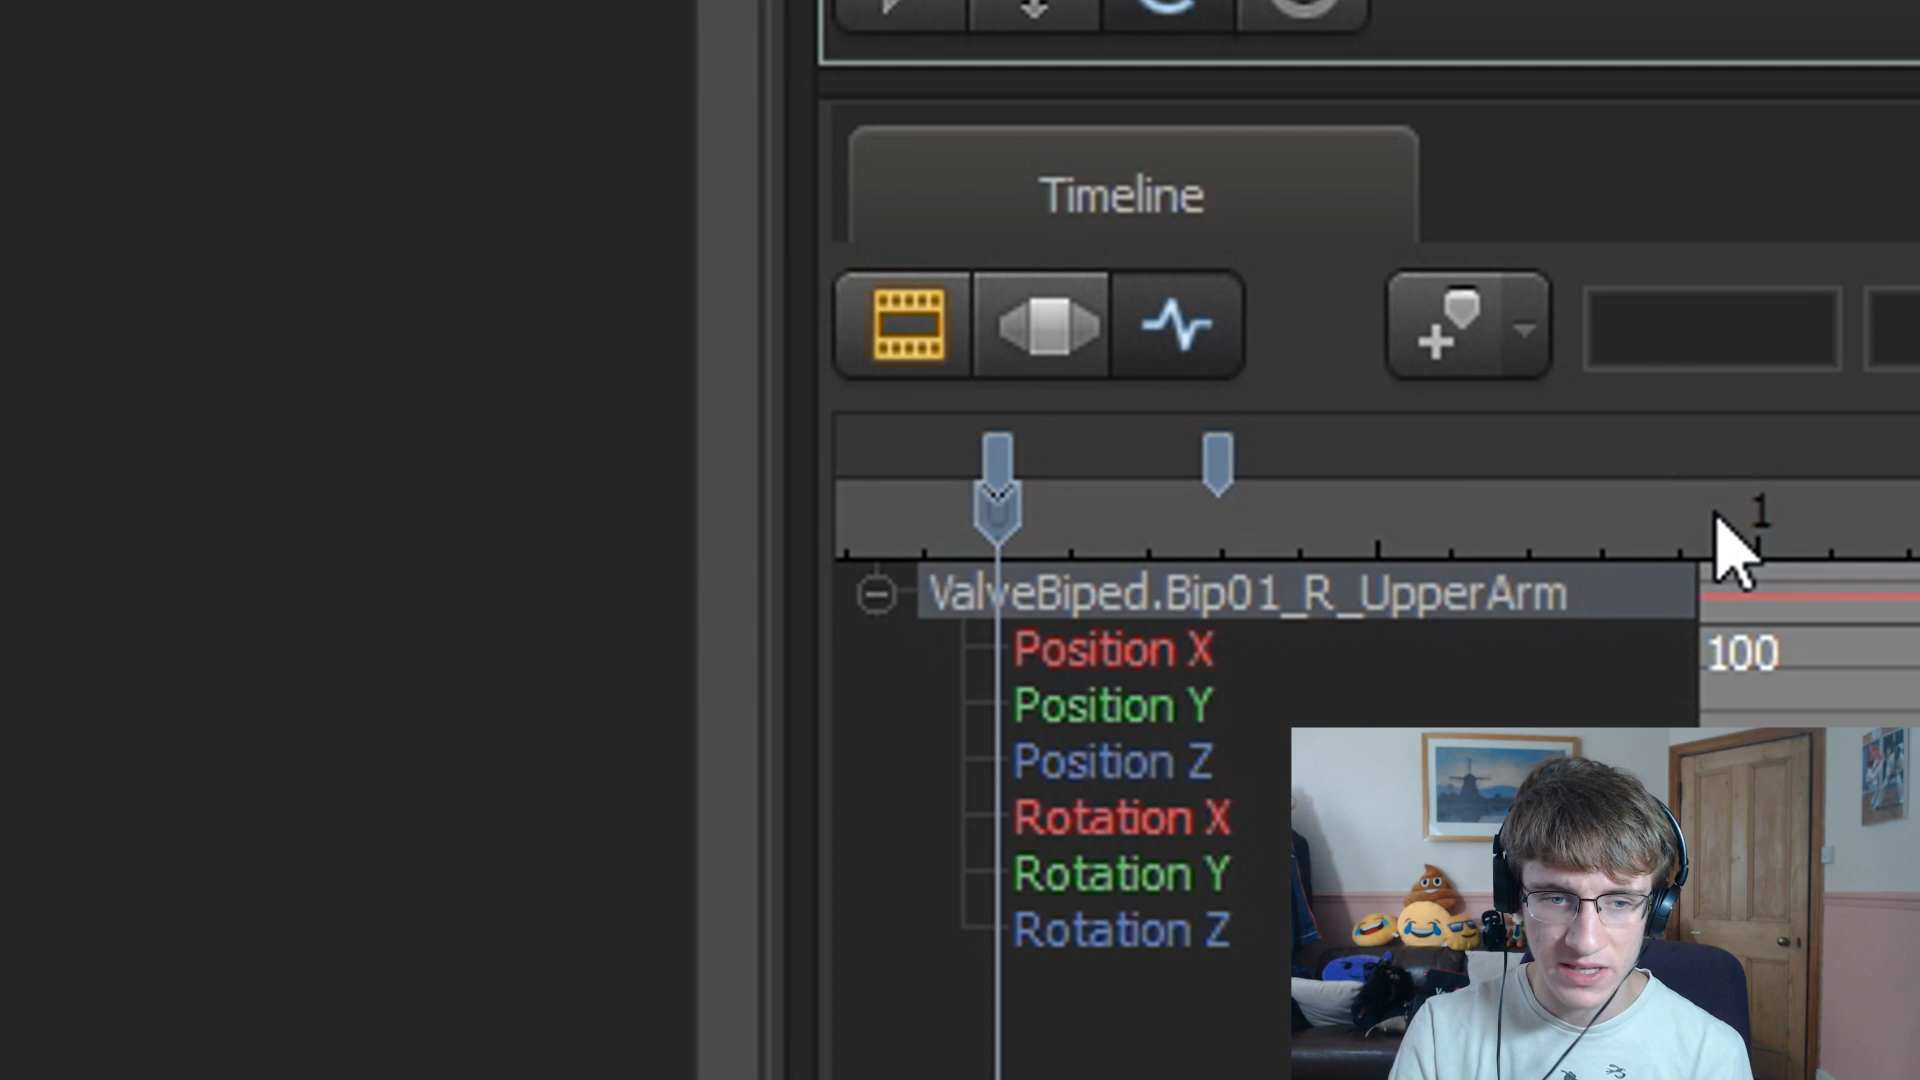 Timeline
1
ValveBiped.Bip01_R_UpperArm
Position X
100
Position Y
Position Z
Rotation X
Rotation Y
Rotation Z